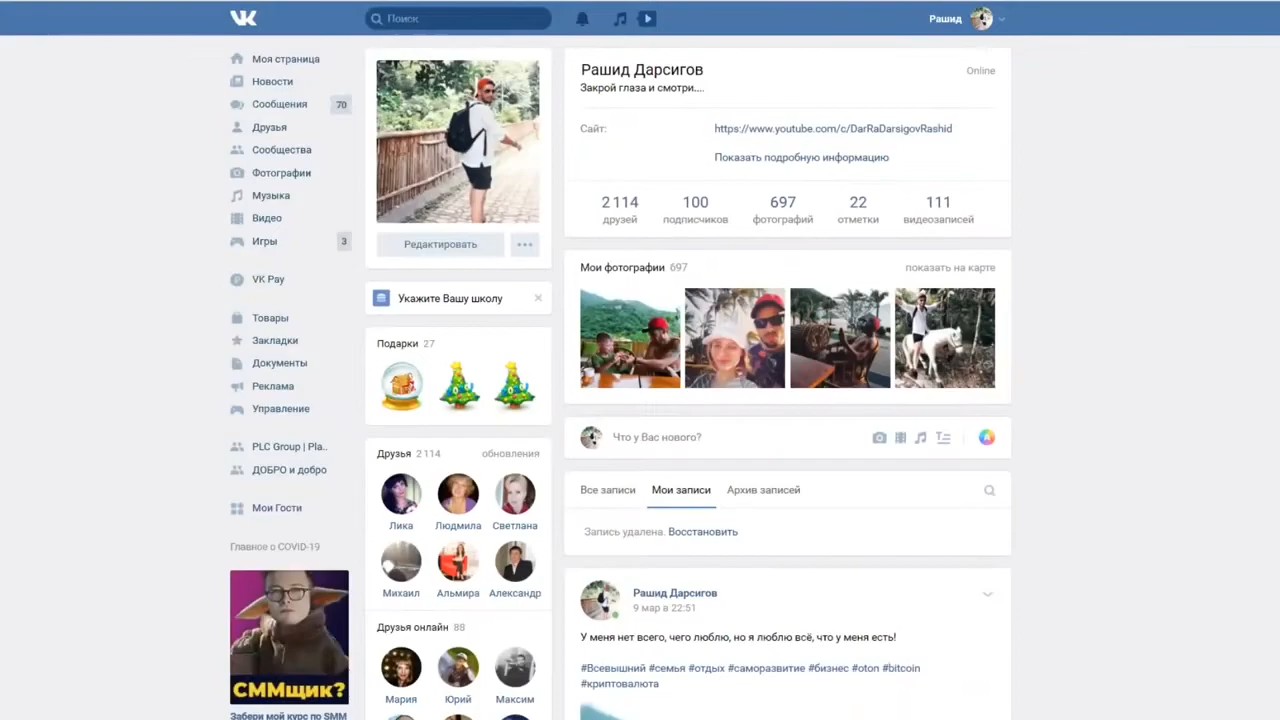 VK
Поиск
Рашид
Моя страница
Новости
Сообщения 70
Друзья
Сообщества
Фотографии
Музыка
Видео
Игры 3
VK Pay
Товары
Закладки
Документы
Реклама
Управление
PLC Group | Pla..
ДОБРО и добро
Мои Гости
Главное о COVID-19
СММщик?
Забери мой курс по SMM
Редактировать
Укажите Вашу школу
Подарки 27
Друзья 2 114 обновления
Лика Людмила Светлана
Михаил Альмира Александр
Друзья онлайн 88
Мария Юрий Максим
Рашид Дарсигов Online
Закрой глаза и смотри....
Сайт: https://www.youtube.com/c/DarRaDarsigovRashid
Показать подробную информацию
2 114 100 697 22 111
друзей подписчиков фотографий отметки видеозаписей
Мои фотографии 697 показать на карте
Что у Вас нового?
Все записи Мои записи Архив записей
Запись удалена. Восстановить
Рашид Дарсигов
9 мар в 22:51
У меня нет всего, чего люблю, но я люблю всё, что у меня есть!
#Всевышний #семья #отдых #саморазвитие #бизнес #oton #bitcoin
#криптовалюта